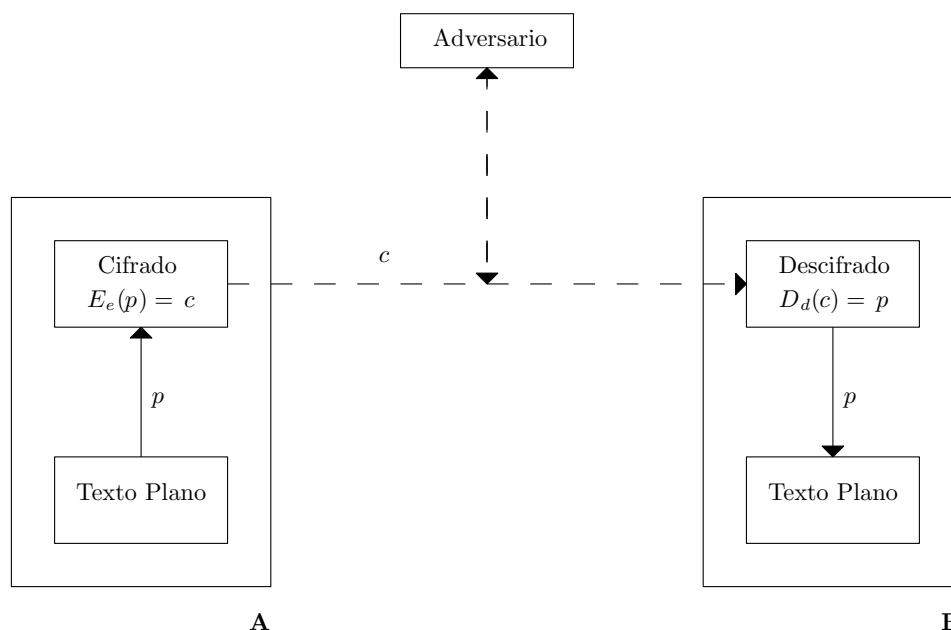 Adversario
c
Cifrado
E_e(p) = c
Descifrado
D_d(c) = p
p
p
Texto Plano
Texto Plano
A